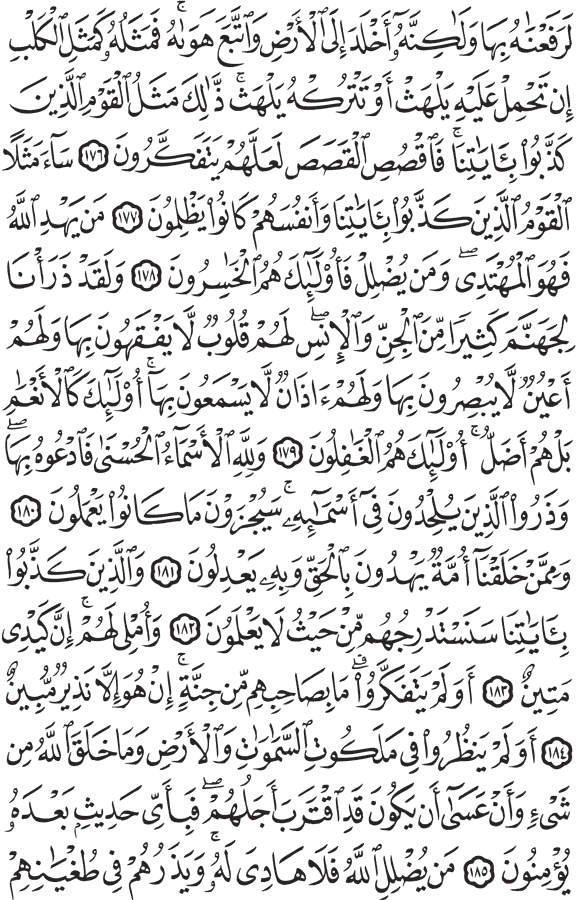 لَرَفَعْنَٰهُ بِهَا وَلَٰكِنَّهُۥٓ أَخْلَدَ إِلَى ٱلْأَرْضِ وَٱتَّبَعَ هَوَىٰهُ ۚ فَمَثَلُهُۥ كَمَثَلِ ٱلْكَلْبِ
إِن تَحْمِلْ عَلَيْهِ يَلْهَثْ أَوْ تَتْرُكْهُ يَلْهَث ۚ ذَّٰلِكَ مَثَلُ ٱلْقَوْمِ ٱلَّذِينَ
كَذَّبُوا۟ بِـَٔايَٰتِنَا ۚ فَٱقْصُصِ ٱلْقَصَصَ لَعَلَّهُمْ يَتَفَكَّرُونَ ١٧٦ سَآءَ مَثَلًا
ٱلْقَوْمُ ٱلَّذِينَ كَذَّبُوا۟ بِـَٔايَٰتِنَا وَأَنفُسَهُمْ كَانُوا۟ يَظْلِمُونَ ١٧٧ مَن يَهْدِ ٱللَّهُ
فَهُوَ ٱلْمُهْتَدِى ۖ وَمَن يُضْلِلْ فَأُو۟لَٰٓئِكَ هُمُ ٱلْخَٰسِرُونَ ١٧٨ وَلَقَدْ ذَرَأْنَا
لِجَهَنَّمَ كَثِيرًا مِّنَ ٱلْجِنِّ وَٱلْإِنسِ ۖ لَهُمْ قُلُوبٌ لَّا يَفْقَهُونَ بِهَا وَلَهُمْ
أَعْيُنٌ لَّا يُبْصِرُونَ بِهَا وَلَهُمْ ءَاذَانٌ لَّا يَسْمَعُونَ بِهَآ ۚ أُو۟لَٰٓئِكَ كَٱلْأَنْعَٰمِ
بَلْ هُمْ أَضَلُّ ۚ أُو۟لَٰٓئِكَ هُمُ ٱلْغَٰفِلُونَ ١٧٩ وَلِلَّهِ ٱلْأَسْمَآءُ ٱلْحُسْنَىٰ فَٱدْعُوهُ بِهَا ۖ
وَذَرُوا۟ ٱلَّذِينَ يُلْحِدُونَ فِىٓ أَسْمَٰٓئِهِۦ ۚ سَيُجْزَوْنَ مَا كَانُوا۟ يَعْمَلُونَ ١٨٠
وَمِمَّنْ خَلَقْنَآ أُمَّةٌ يَهْدُونَ بِٱلْحَقِّ وَبِهِۦ يَعْدِلُونَ ١٨١ وَٱلَّذِينَ كَذَّبُوا۟
بِـَٔايَٰتِنَا سَنَسْتَدْرِجُهُم مِّنْ حَيْثُ لَا يَعْلَمُونَ ١٨٢ وَأُمْلِى لَهُمْ ۚ إِنَّ كَيْدِى
مَتِينٌ ١٨٣ أَوَلَمْ يَتَفَكَّرُوا۟ ۗ مَا بِصَاحِبِهِم مِّن جِنَّةٍ ۚ إِنْ هُوَ إِلَّا نَذِيرٌ مُّبِينٌ
١٨٤ أَوَلَمْ يَنظُرُوا۟ فِى مَلَكُوتِ ٱلسَّمَٰوَٰتِ وَٱلْأَرْضِ وَمَا خَلَقَ ٱللَّهُ مِن
شَىْءٍ وَأَنْ عَسَىٰٓ أَن يَكُونَ قَدِ ٱقْتَرَبَ أَجَلُهُمْ ۖ فَبِأَىِّ حَدِيثٍۭ بَعْدَهُۥ
يُؤْمِنُونَ ١٨٥ مَن يُضْلِلِ ٱللَّهُ فَلَا هَادِىَ لَهُۥ ۚ وَيَذَرُهُمْ فِى طُغْيَٰنِهِمْ